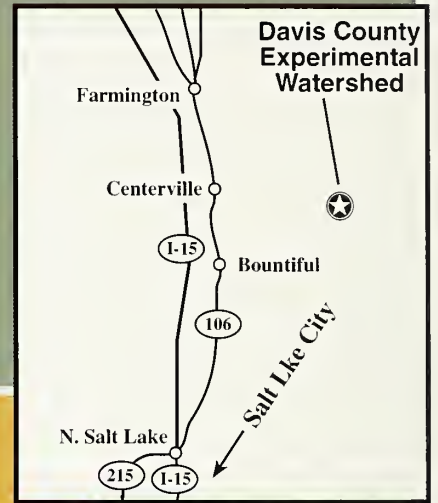 Davis County
Experimental
Watershed
Farmington
Centerville
I-15
Bountiful
106
Salt Lke City
N. Salt Lake
215
I-15